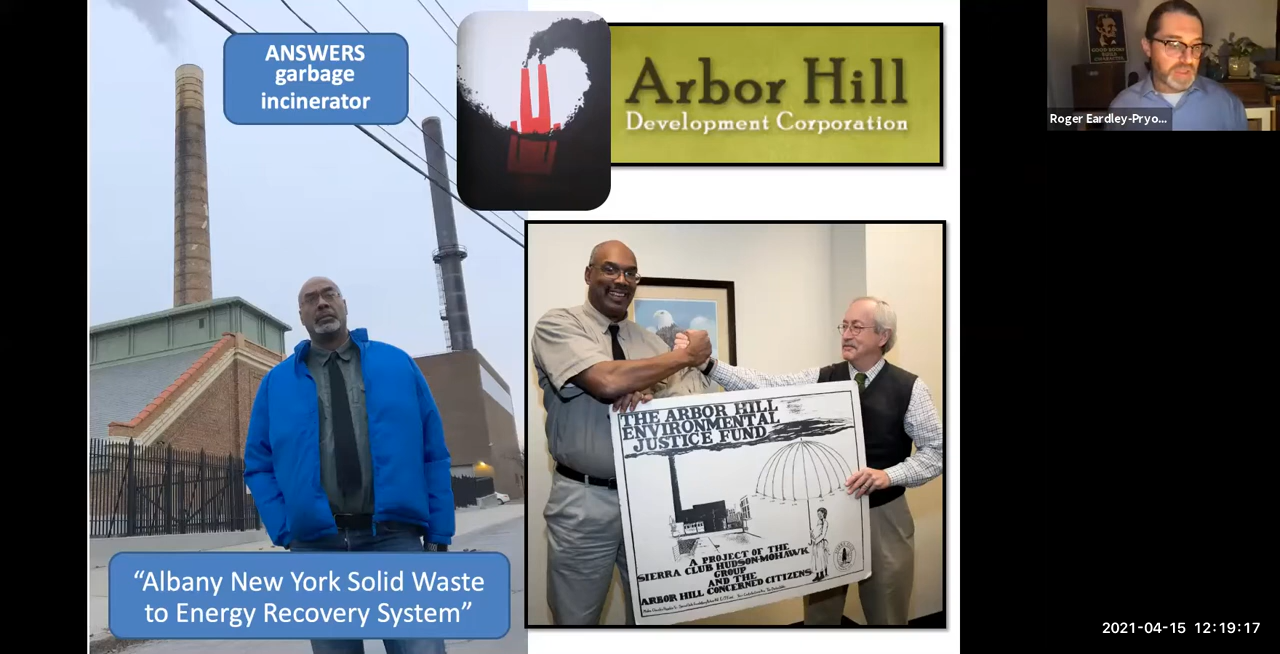 ANSWERS
garbage
incinerator
Arbor Hill
Development Corporation
THE ARBOR HILL
ENVIRONMENTAL
JUSTICE FUND
A PROJECT OF THE
SIERRA CLUB HUDSON-MOHAWK
GROUP
AND THE
ARBOR HILL CONCERNED CITIZENS
“Albany New York Solid Waste
to Energy Recovery System”
Roger Eardley-Pryo...
2021-04-15 12:19:17